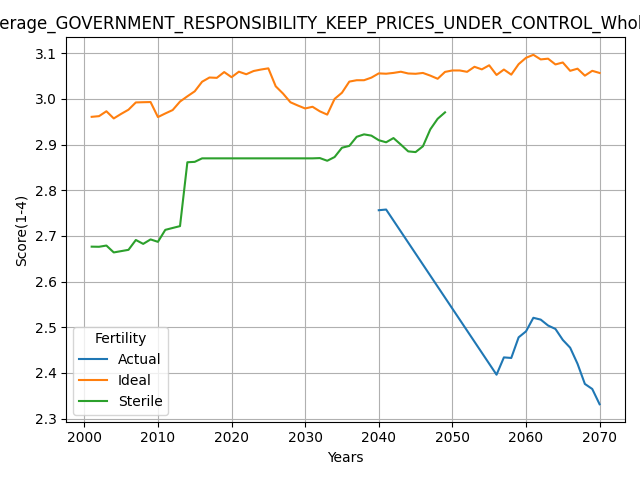 erage_GOVERNMENT_RESPONSIBILITY_KEEP_PRICES_UNDER_CONTROL_Whol
3.1
3.0
2.9
2.8
2.7
2.6
2.5
2.4
2.3
Score(1-4)
Fertility
Actual
Ideal
Sterile
2000 2010 2020 2030 2040 2050 2060 2070
Years